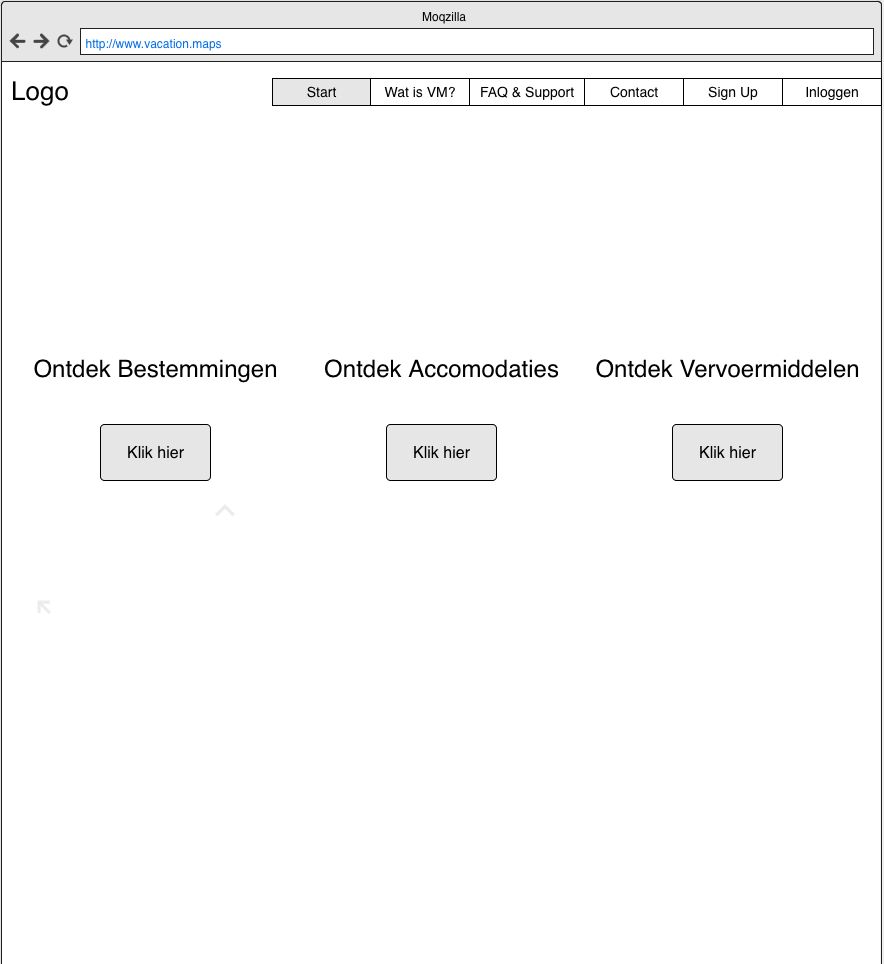 Moqzilla
http://www.vacation.maps
Logo
Start
Wat is VM?
FAQ & Support
Contact
Sign Up
Inloggen
Ontdek Bestemmingen
Ontdek Accomodaties
Ontdek Vervoermiddelen
Klik hier
Klik hier
Klik hier